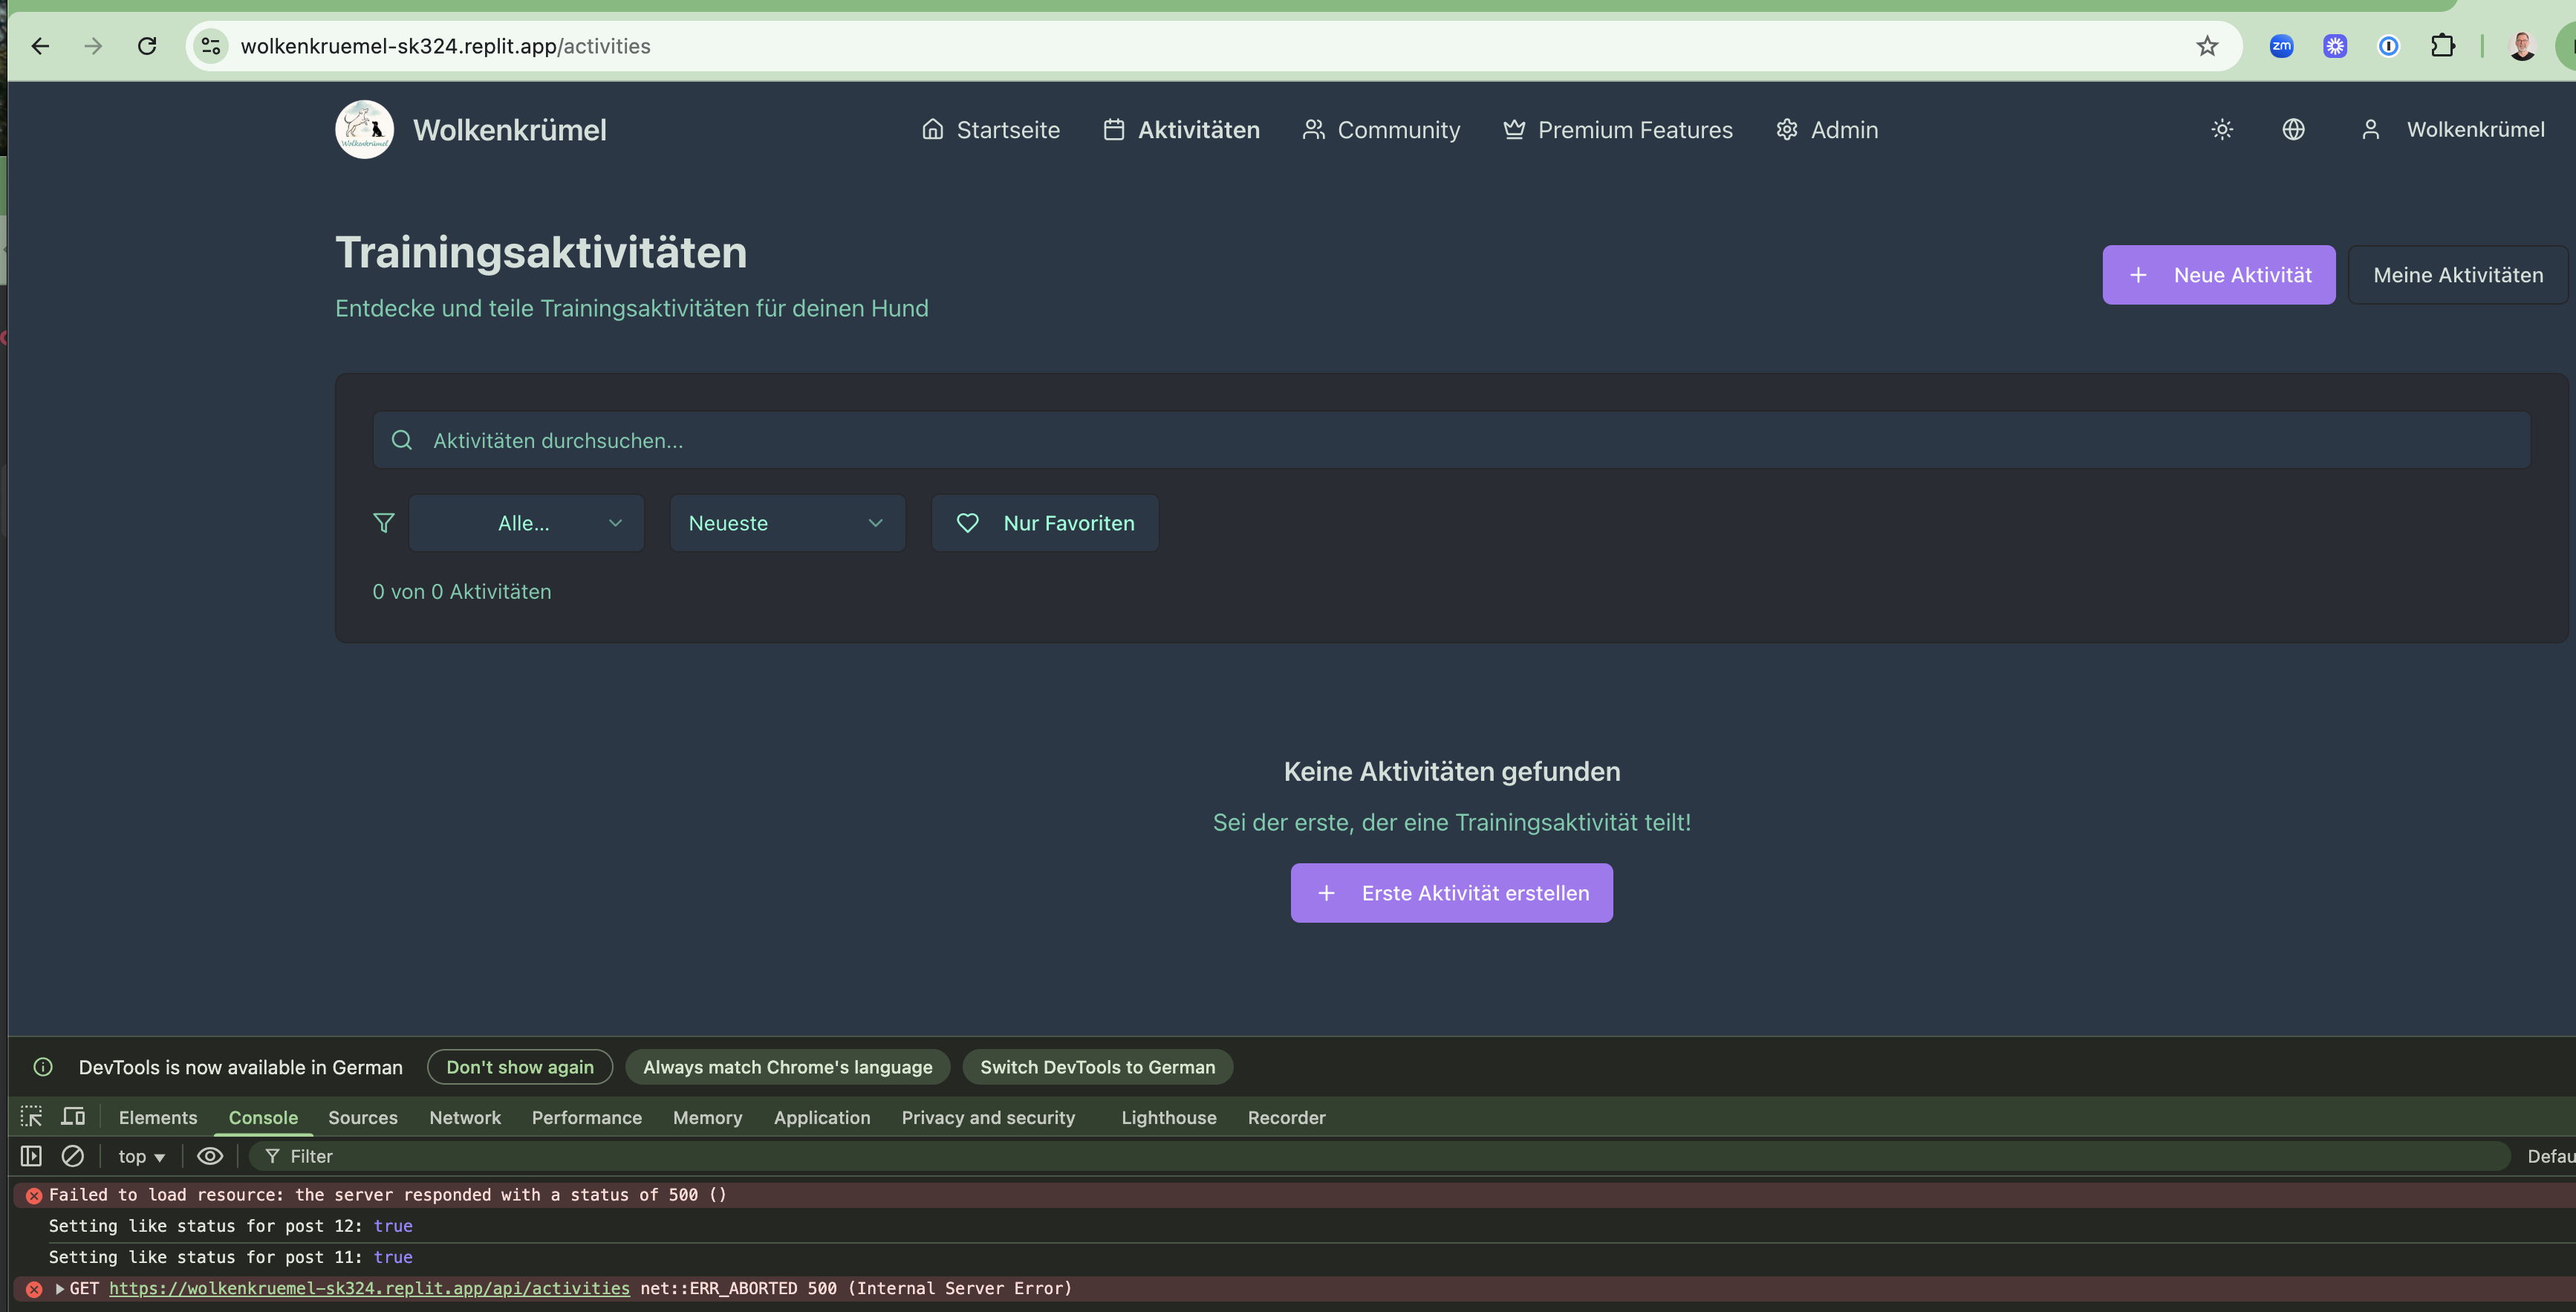 wolkenkruemel-sk324.replit.app/activities
zm
Wolkenkrümel
Wolkenkrümel
Startseite
Aktivitäten
Community
Premium Features
Admin
Wolkenkrümel
Trainingsaktivitäten
Entdecke und teile Trainingsaktivitäten für deinen Hund
+ Neue Aktivität
Meine Aktivitäten
Aktivitäten durchsuchen...
Alle...
Neueste
Nur Favoriten
0 von 0 Aktivitäten
Keine Aktivitäten gefunden
Sei der erste, der eine Trainingsaktivität teilt!
+ Erste Aktivität erstellen
DevTools is now available in German
Don't show again
Always match Chrome's language
Switch DevTools to German
Elements
Console
Sources
Network
Performance
Memory
Application
Privacy and security
Lighthouse
Recorder
top
Filter
Defau
Failed to load resource: the server responded with a status of 500 ()
Setting like status for post 12: true
Setting like status for post 11: true
GET https://wolkenkruemel-sk324.replit.app/api/activities net::ERR_ABORTED 500 (Internal Server Error)